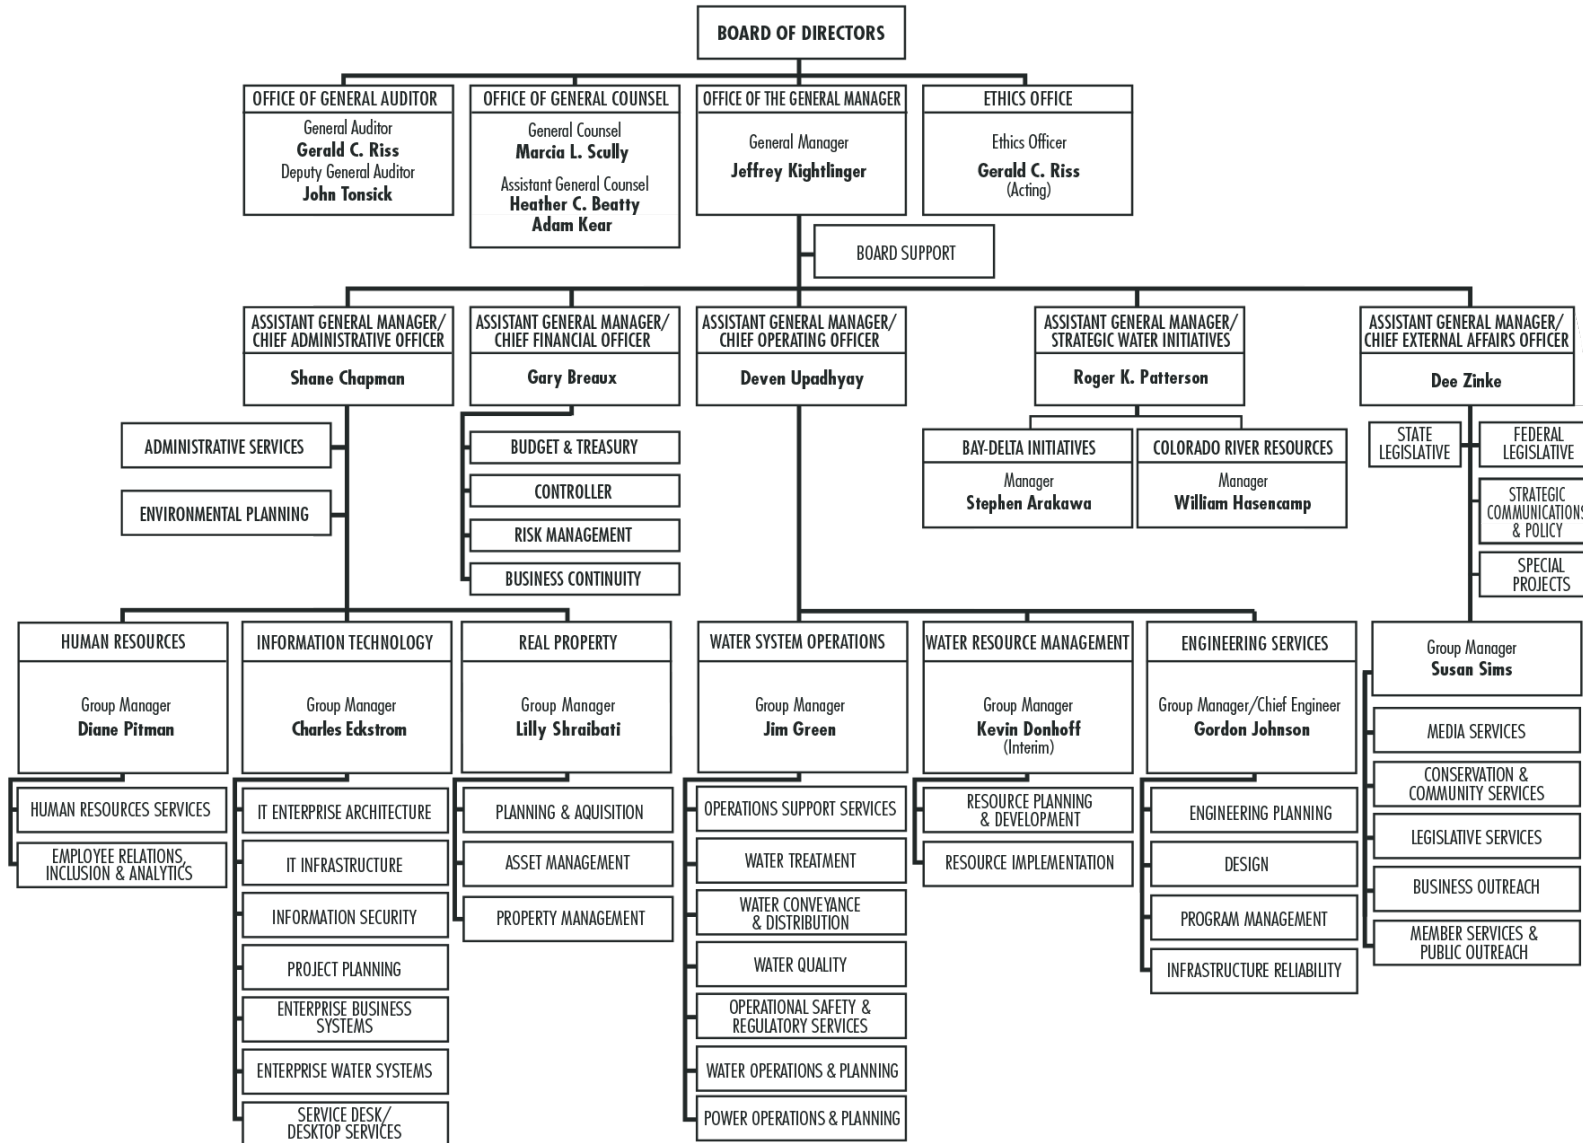 BOARD OF DIRECTORS
OFFICE OF GENERAL AUDITOR
General Auditor
Gerald C. Riss
Deputy General Auditor
John Tonsick
OFFICE OF GENERAL COUNSEL
General Counsel
Marcia L. Scully
Assistant General Counsel
Heather C. Beatty
Adam Kear
OFFICE OF THE GENERAL MANAGER
General Manager
Jeffrey Kightlinger
ETHICS OFFICE
Ethics Officer
Gerald C. Riss
(Acting)
BOARD SUPPORT
ASSISTANT GENERAL MANAGER/
CHIEF ADMINISTRATIVE OFFICER
Shane Chapman
ASSISTANT GENERAL MANAGER/
CHIEF FINANCIAL OFFICER
Gary Breaux
ASSISTANT GENERAL MANAGER/
CHIEF OPERATING OFFICER
Deven Upadhyay
ASSISTANT GENERAL MANAGER/
STRATEGIC WATER INITIATIVES
Roger K. Patterson
ASSISTANT GENERAL MANAGER/
CHIEF EXTERNAL AFFAIRS OFFICER
Dee Zinke
ADMINISTRATIVE SERVICES
ENVIRONMENTAL PLANNING
BUDGET & TREASURY
CONTROLLER
RISK MANAGEMENT
BUSINESS CONTINUITY
BAY-DELTA INITIATIVES
Manager
Stephen Arakawa
COLORADO RIVER RESOURCES
Manager
William Hasencamp
STATE
LEGISLATIVE
FEDERAL
LEGISLATIVE
STRATEGIC
COMMUNICATIONS
& POLICY
SPECIAL
PROJECTS
HUMAN RESOURCES
Group Manager
Diane Pitman
HUMAN RESOURCES SERVICES
EMPLOYEE RELATIONS,
INCLUSION & ANALYTICS
INFORMATION TECHNOLOGY
Group Manager
Charles Eckstrom
IT ENTERPRISE ARCHITECTURE
IT INFRASTRUCTURE
INFORMATION SECURITY
PROJECT PLANNING
ENTERPRISE BUSINESS
SYSTEMS
ENTERPRISE WATER SYSTEMS
SERVICE DESK/
DESKTOP SERVICES
REAL PROPERTY
Group Manager
Lilly Shraibati
PLANNING & AQUISITION
ASSET MANAGEMENT
PROPERTY MANAGEMENT
WATER SYSTEM OPERATIONS
Group Manager
Jim Green
OPERATIONS SUPPORT SERVICES
WATER TREATMENT
WATER CONVEYANCE
& DISTRIBUTION
WATER QUALITY
OPERATIONAL SAFETY &
REGULATORY SERVICES
WATER OPERATIONS & PLANNING
POWER OPERATIONS & PLANNING
WATER RESOURCE MANAGEMENT
Group Manager
Kevin Donhoff
(Interim)
RESOURCE PLANNING
& DEVELOPMENT
RESOURCE IMPLEMENTATION
ENGINEERING SERVICES
Group Manager/Chief Engineer
Gordon Johnson
ENGINEERING PLANNING
DESIGN
PROGRAM MANAGEMENT
INFRASTRUCTURE RELIABILITY
Group Manager
Susan Sims
MEDIA SERVICES
CONSERVATION &
COMMUNITY SERVICES
LEGISLATIVE SERVICES
BUSINESS OUTREACH
MEMBER SERVICES &
PUBLIC OUTREACH